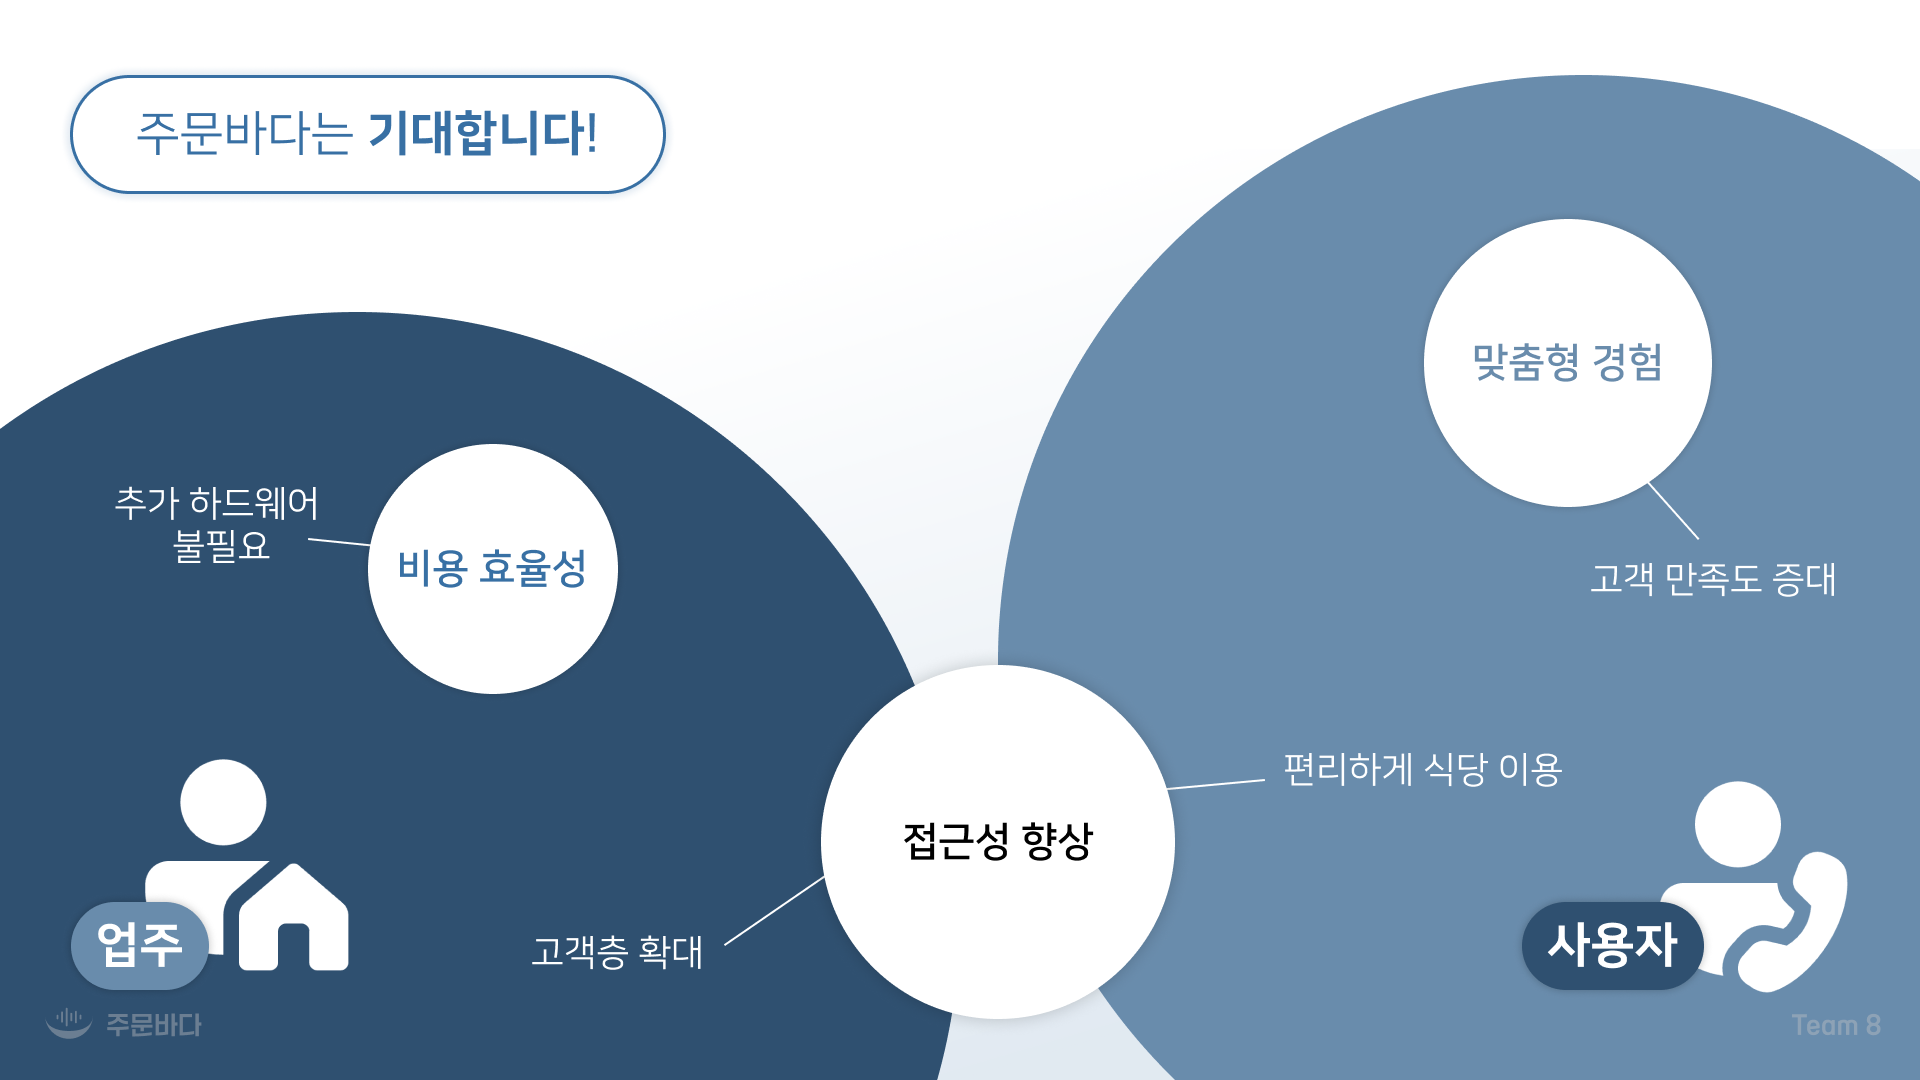 주문바다는 기대합니다!
맞춤형 경험
고객 만족도 증대
추가 하드웨어
불필요
비용 효율성
접근성 향상
편리하게 식당 이용
고객층 확대
업주
사용자
주문바다
Team 8